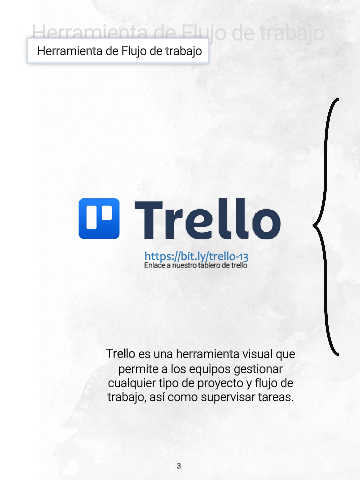 Herramienta de Flujo de trabajo
Herramienta de Flujo de trabajo
Trello
https://bit.ly/trello-13
Enlace a nuestro tablero de trello
Trello es una herramienta visual que
permite a los equipos gestionar
cualquier tipo de proyecto y flujo de
trabajo, así como supervisar tareas.
3